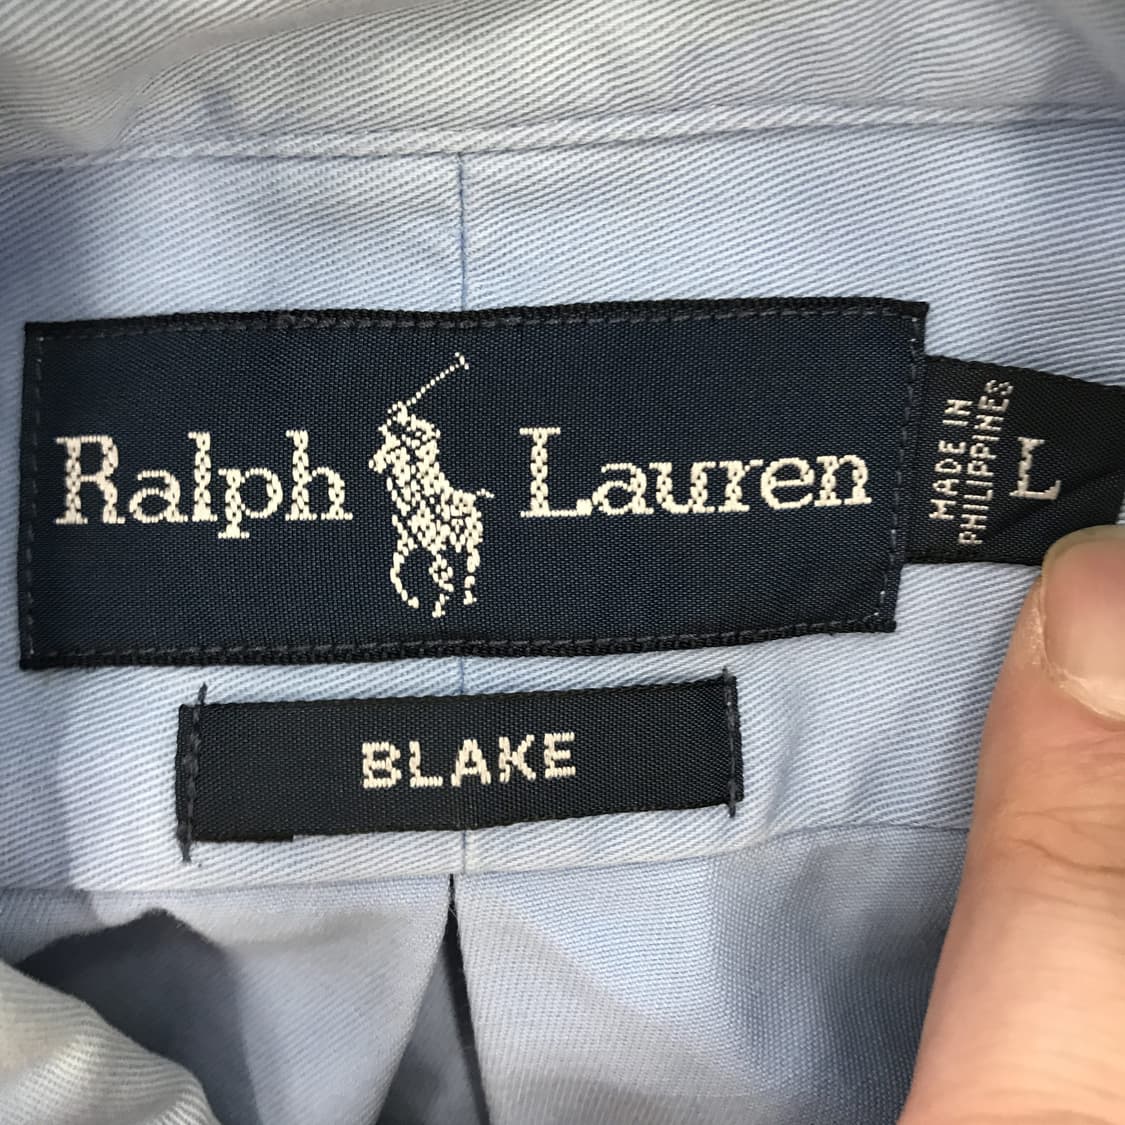 Ralph Lauren
MADE IN
PHILIPPINES
L
BLAKE